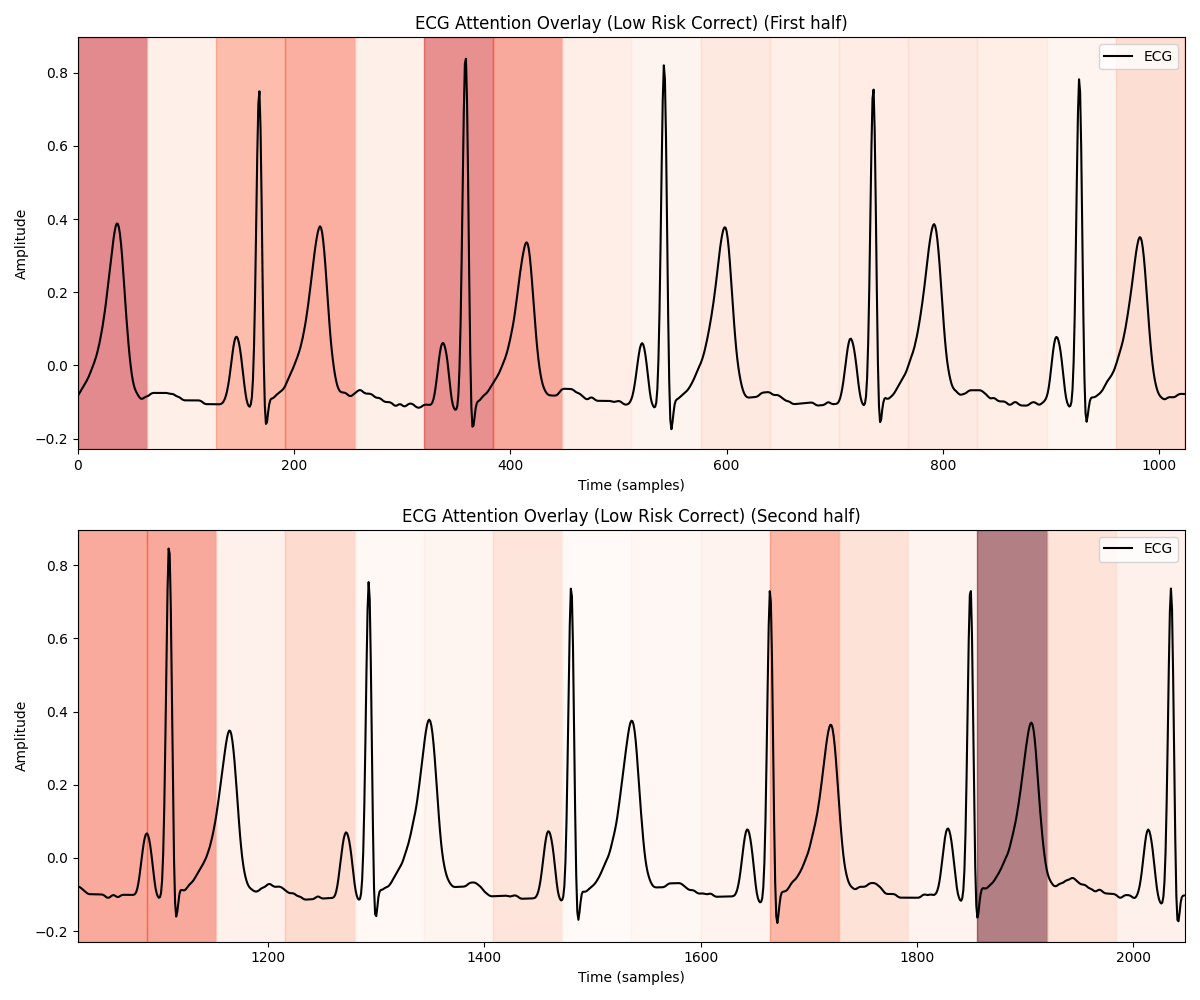 ECG Attention Overlay (Low Risk Correct) (First half)
ECG
0.8
0.6
0.4
0.2
0.0
−0.2
Amplitude
0 200 400 600 800 1000
Time (samples)
ECG Attention Overlay (Low Risk Correct) (Second half)
ECG
0.8
0.6
0.4
0.2
0.0
−0.2
Amplitude
1200 1400 1600 1800 2000
Time (samples)